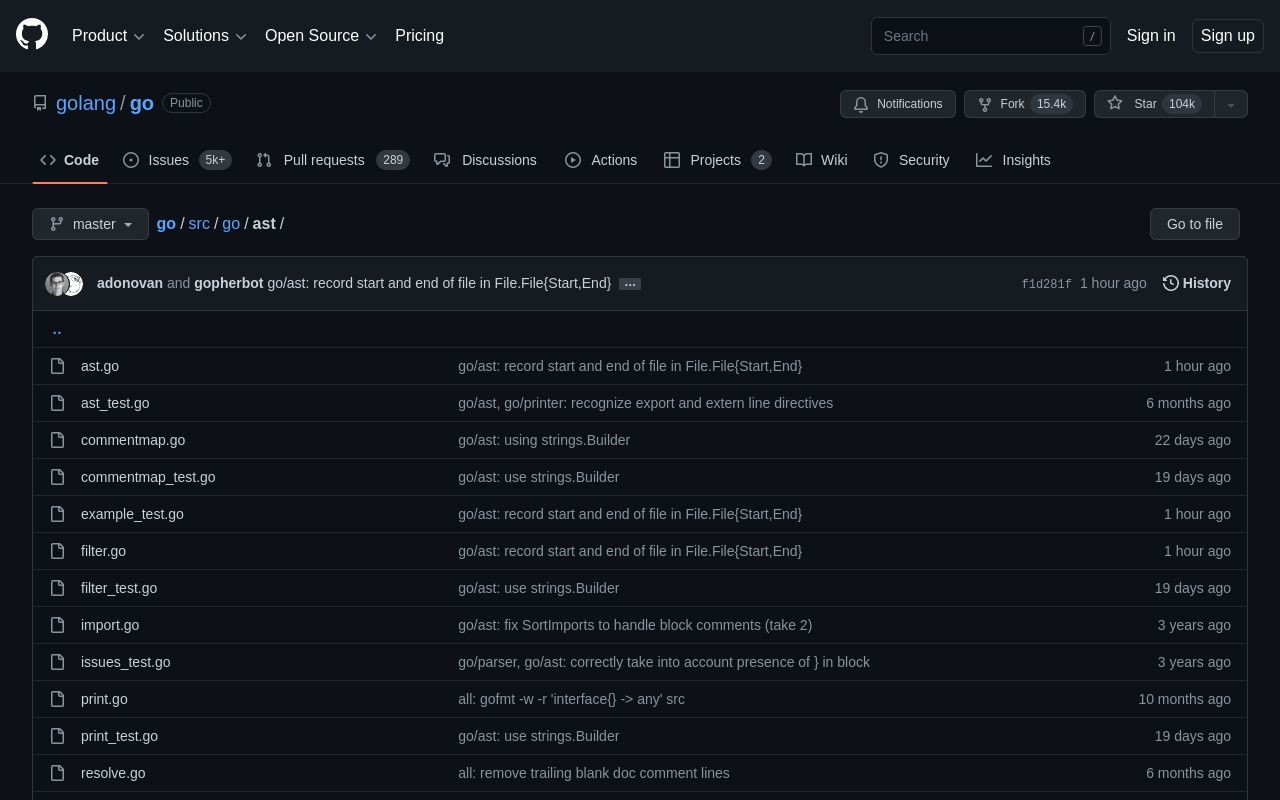 Product Solutions Open Source Pricing Search / Sign in Sign up
golang / go Public Notifications Fork 15.4k Star 104k
Code Issues 5k+ Pull requests 289 Discussions Actions Projects 2 Wiki Security Insights
master go / src / go / ast / Go to file
adonovan and gopherbot go/ast: record start and end of file in File.File{Start,End} … f1d281f 1 hour ago History
..
ast.go go/ast: record start and end of file in File.File{Start,End} 1 hour ago
ast_test.go go/ast, go/printer: recognize export and extern line directives 6 months ago
commentmap.go go/ast: using strings.Builder 22 days ago
commentmap_test.go go/ast: use strings.Builder 19 days ago
example_test.go go/ast: record start and end of file in File.File{Start,End} 1 hour ago
filter.go go/ast: record start and end of file in File.File{Start,End} 1 hour ago
filter_test.go go/ast: use strings.Builder 19 days ago
import.go go/ast: fix SortImports to handle block comments (take 2) 3 years ago
issues_test.go go/parser, go/ast: correctly take into account presence of } in block 3 years ago
print.go all: gofmt -w -r 'interface{} -> any' src 10 months ago
print_test.go go/ast: use strings.Builder 19 days ago
resolve.go all: remove trailing blank doc comment lines 6 months ago